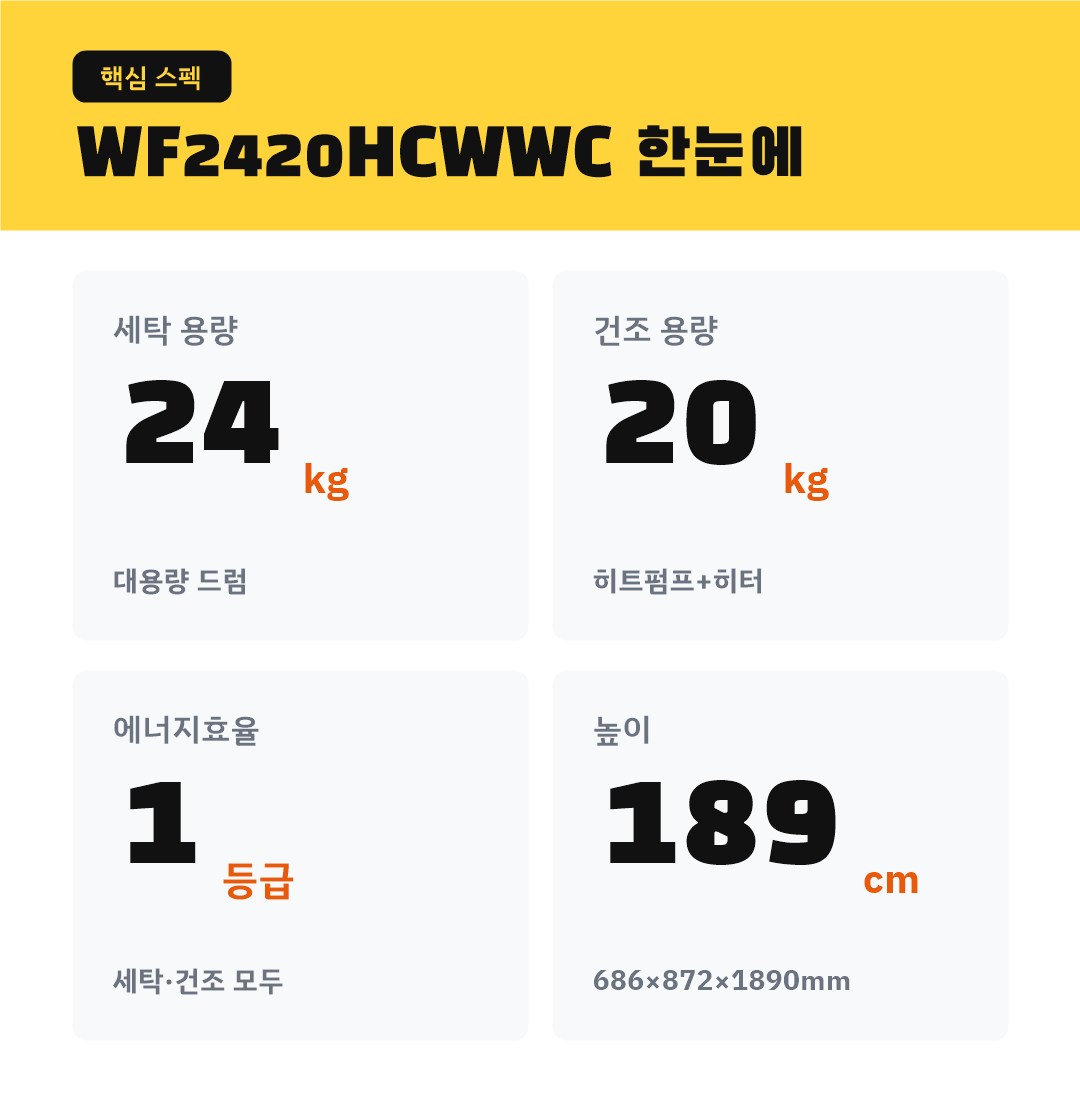 핵심 스펙
WF2420HCWWC 한눈에
세탁 용량
24 kg
대용량 드럼
건조 용량
20 kg
히트펌프+히터
에너지효율
1 등급
세탁·건조 모두
높이
189 cm
686×872×1890mm